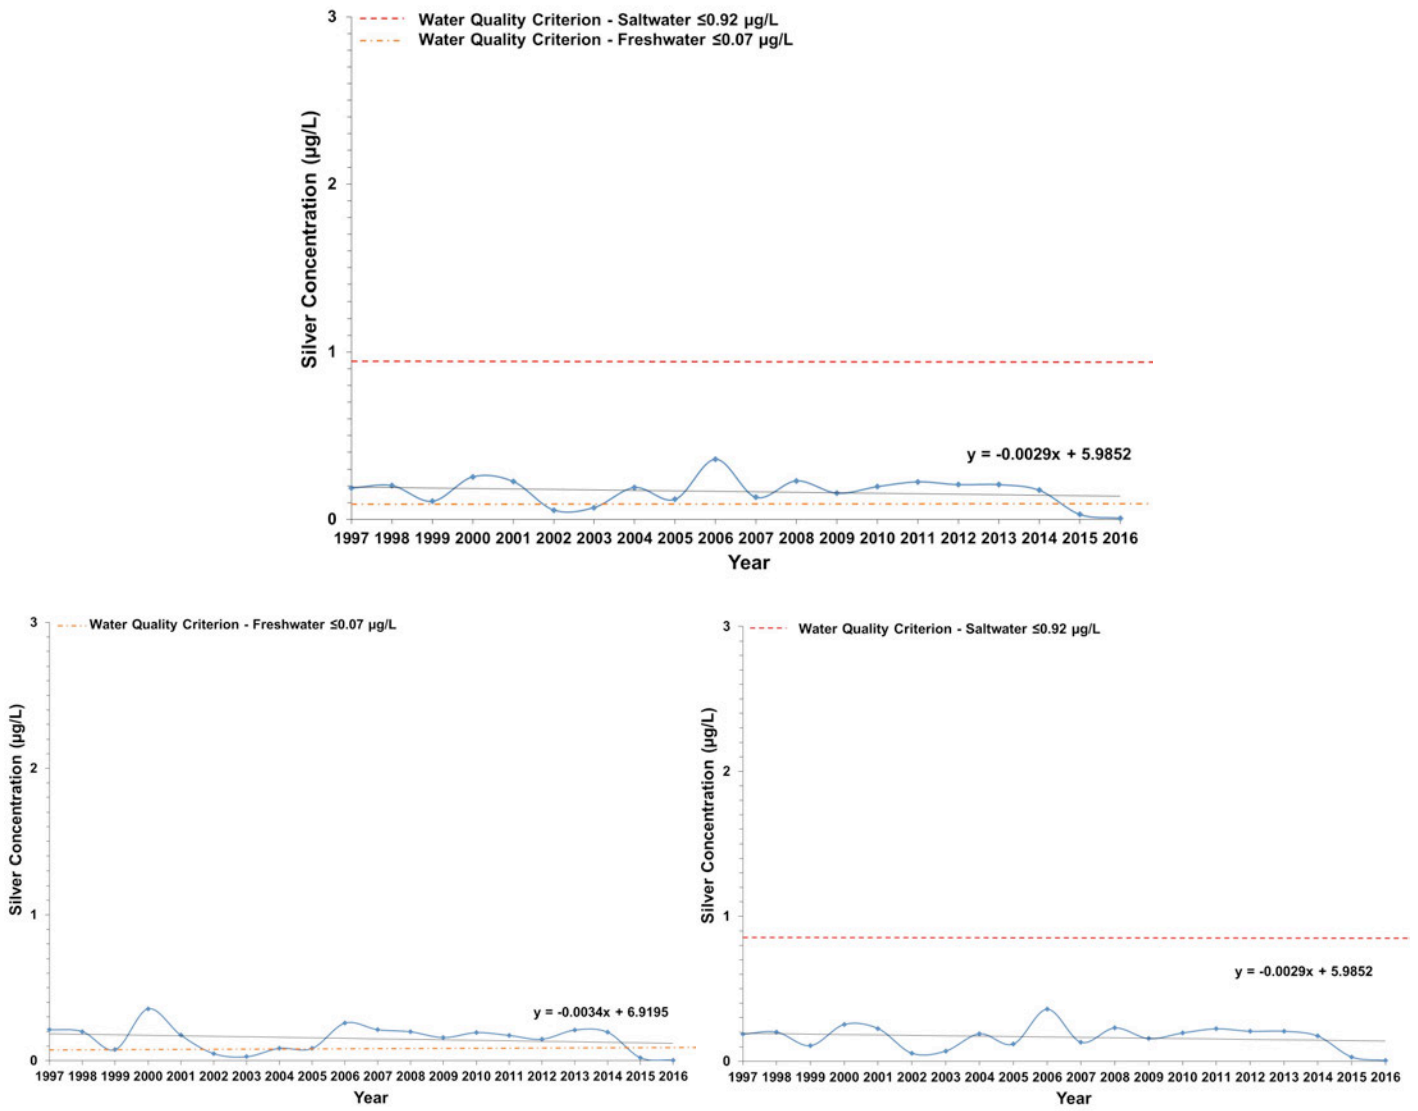 Water Quality Criterion - Saltwater ≤0.92 µg/L
Water Quality Criterion - Freshwater ≤0.07 µg/L
3
2
1
0
Silver Concentration (µg/L)
y = -0.0029x + 5.9852
1997 1998 1999 2000 2001 2002 2003 2004 2005 2006 2007 2008 2009 2010 2011 2012 2013 2014 2015 2016
Year
Water Quality Criterion - Freshwater ≤0.07 µg/L
3
2
1
0
Silver Concentration (µg/L)
y = -0.0034x + 6.9195
1997 1998 1999 2000 2001 2002 2003 2004 2005 2006 2007 2008 2009 2010 2011 2012 2013 2014 2015 2016
Year
Water Quality Criterion - Saltwater ≤0.92 µg/L
3
2
1
0
Silver Concentration (µg/L)
y = -0.0029x + 5.9852
1997 1998 1999 2000 2001 2002 2003 2004 2005 2006 2007 2008 2009 2010 2011 2012 2013 2014 2015 2016
Year